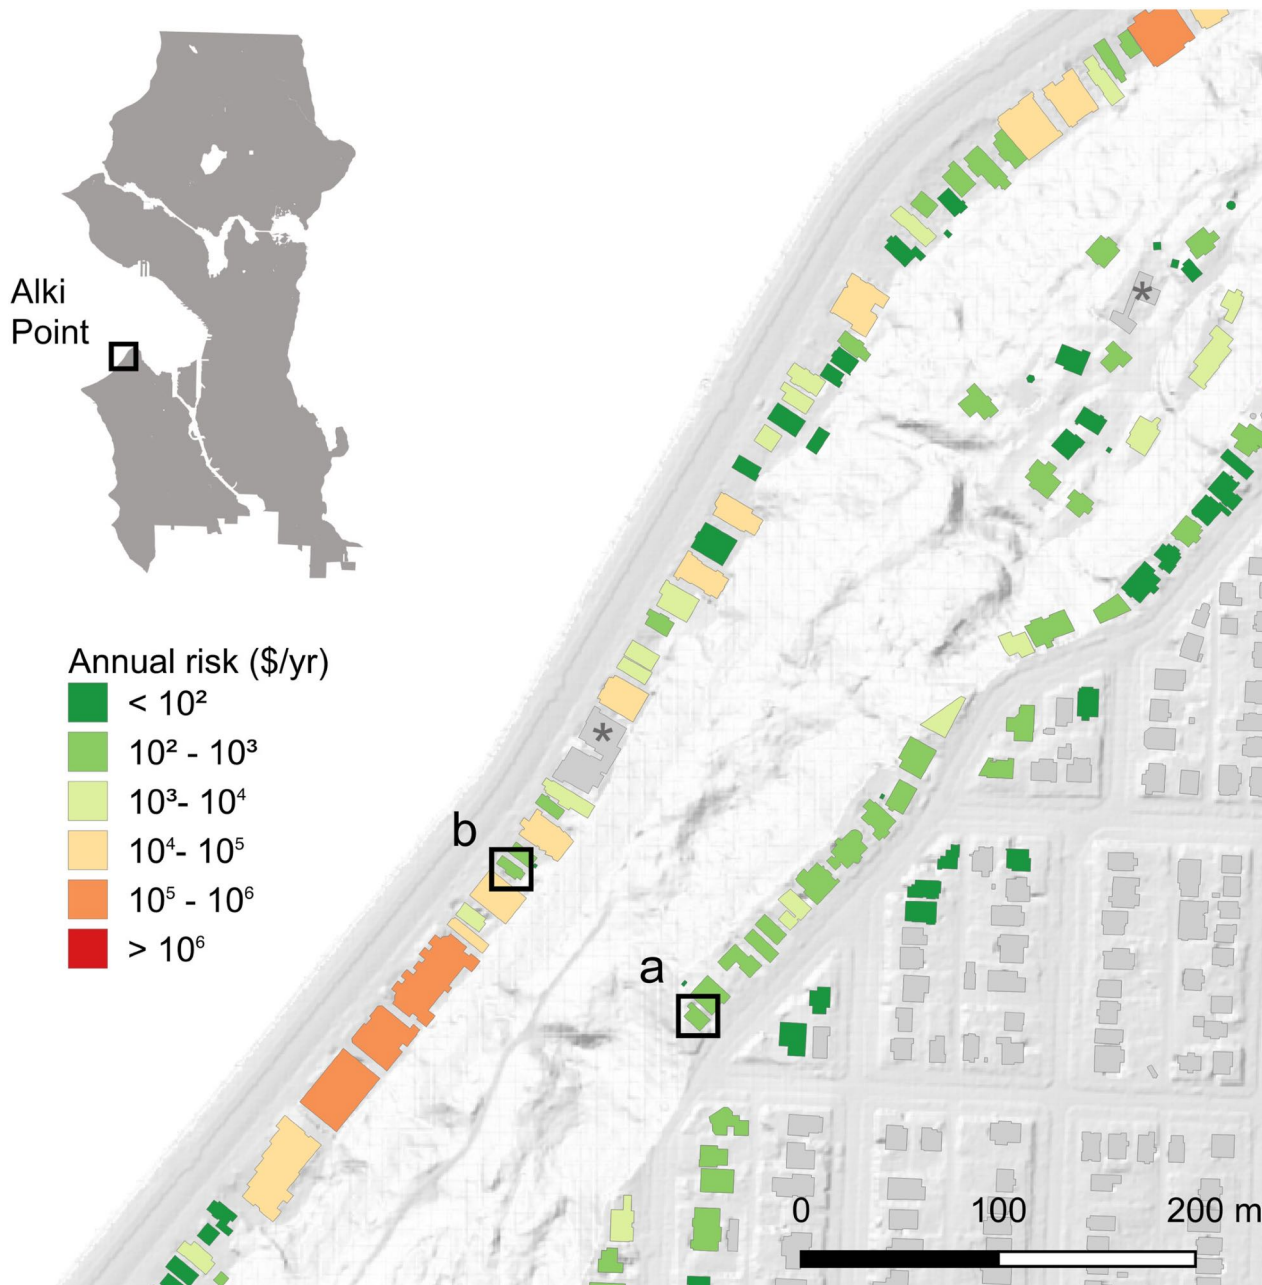 Alki
Point
*
Annual risk ($/yr)
< 10²
10² - 10³
10³- 10⁴
10⁴- 10⁵
10⁵ - 10⁶
> 10⁶
*
b
a
0 100 200 m